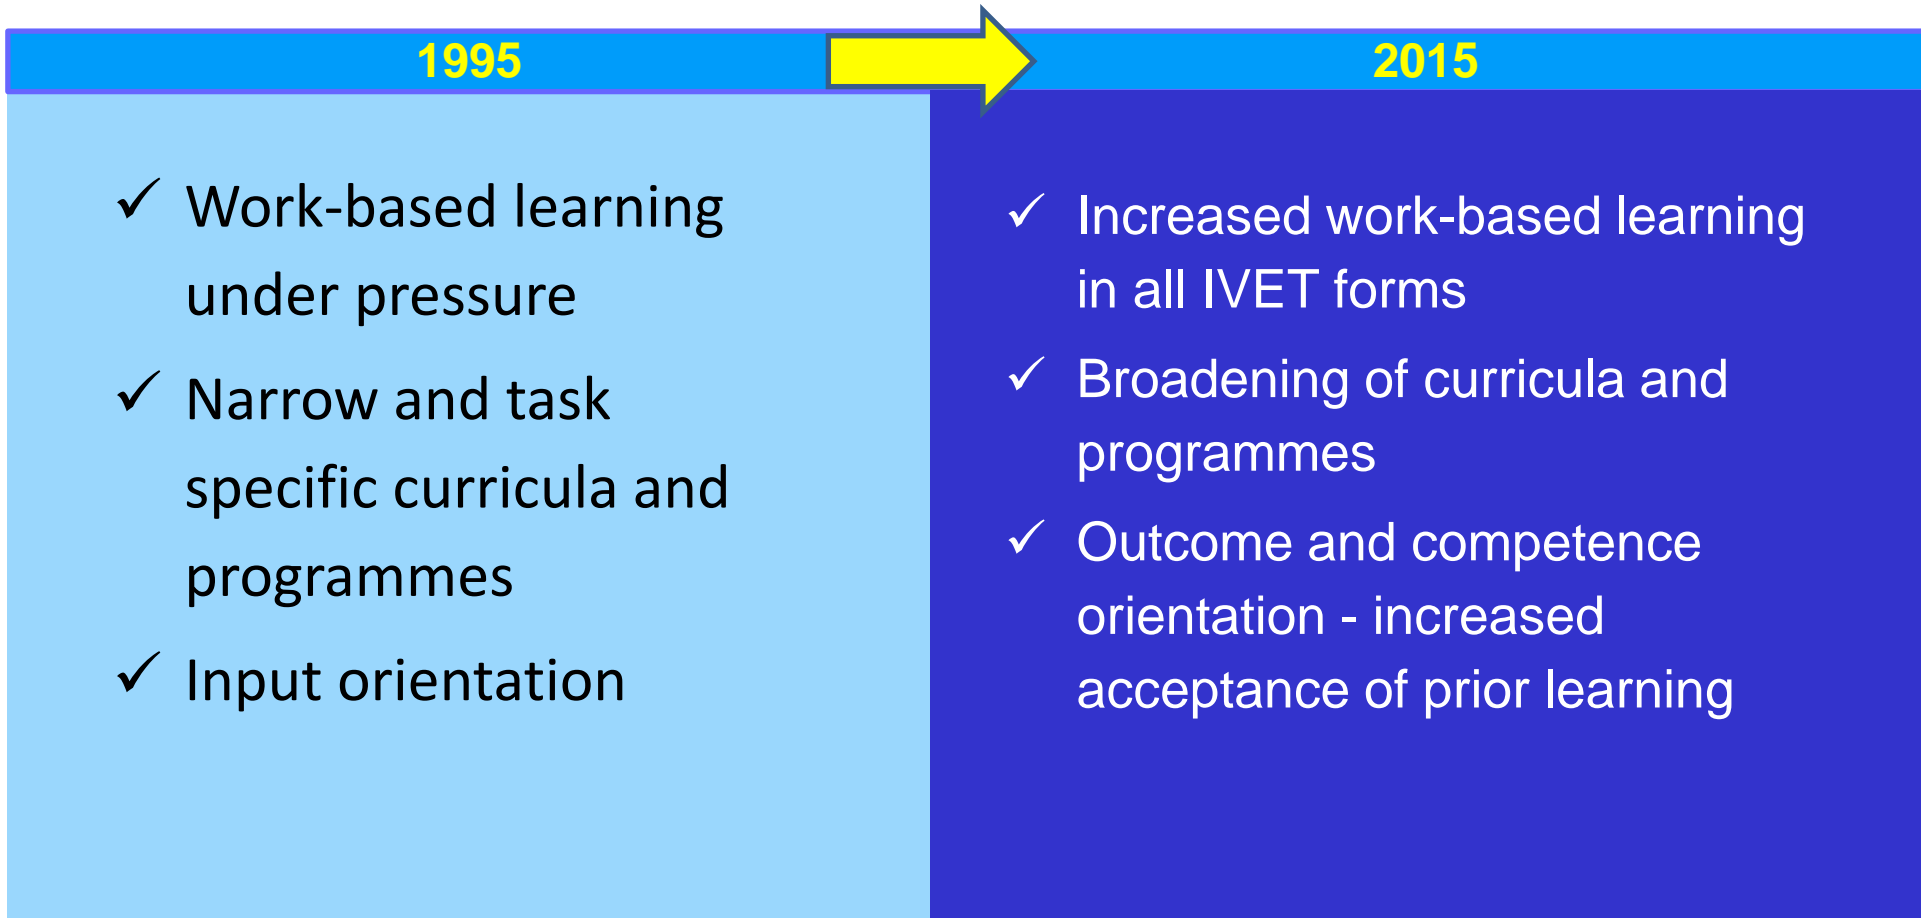 1995
2015
✓ Work-based learning
under pressure
✓ Narrow and task
specific curricula and
programmes
✓ Input orientation
✓ Increased work-based learning
in all IVET forms
✓ Broadening of curricula and
programmes
✓ Outcome and competence
orientation - increased
acceptance of prior learning